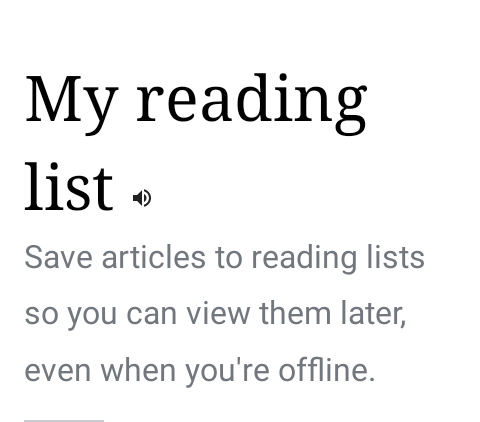 My reading
list
Save articles to reading lists
so you can view them later,
even when you're offline.